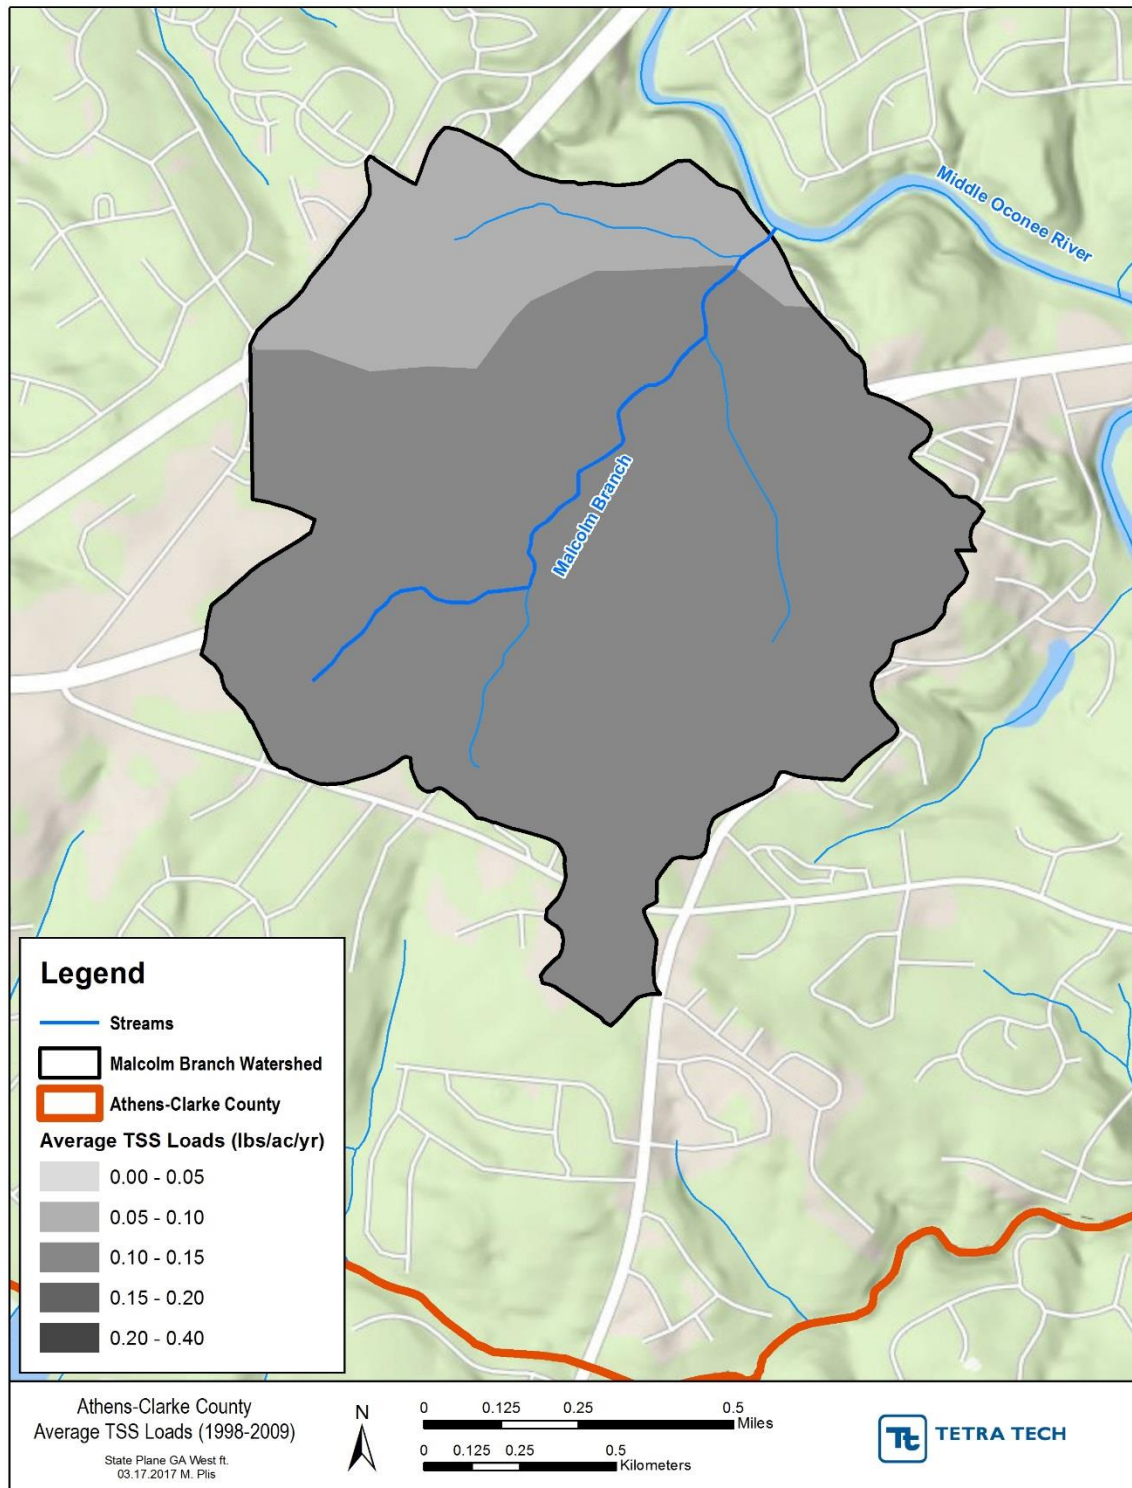 Middle Oconee River
Malcolm Branch
Legend
Streams
Malcolm Branch Watershed
Athens-Clarke County
Average TSS Loads (lbs/ac/yr)
0.00 - 0.05
0.05 - 0.10
0.10 - 0.15
0.15 - 0.20
0.20 - 0.40
Athens-Clarke County
Average TSS Loads (1998-2009)
State Plane GA West ft.
03.17.2017 M. Plis
N
0 0.125 0.25 0.5
Miles
0 0.125 0.25 0.5
Kilometers
Tt TETRA TECH